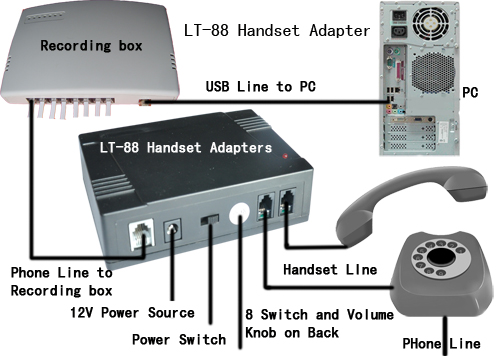 LT-88 Handset Adapter
Recording box
USB Line to PC
PC
LT-88 Handset Adapters
Handset Line
Phone Line to
Recording box
12V Power Source
8 Switch and Volume
Knob on Back
Power Switch
PHone Line